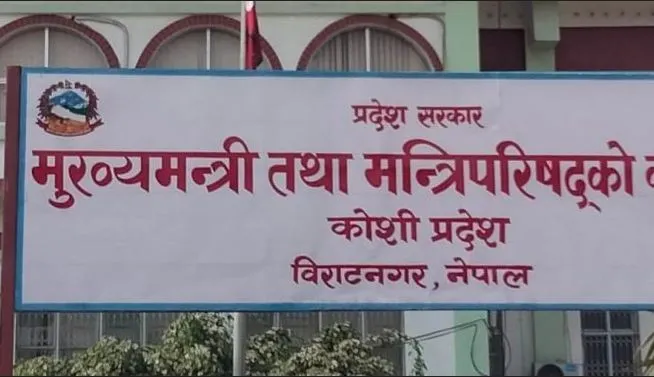 प्रदेश सरकार
मुख्यमन्त्री तथा मन्त्रिपरिषद्को
कोशी प्रदेश
विराटनगर, नेपाल